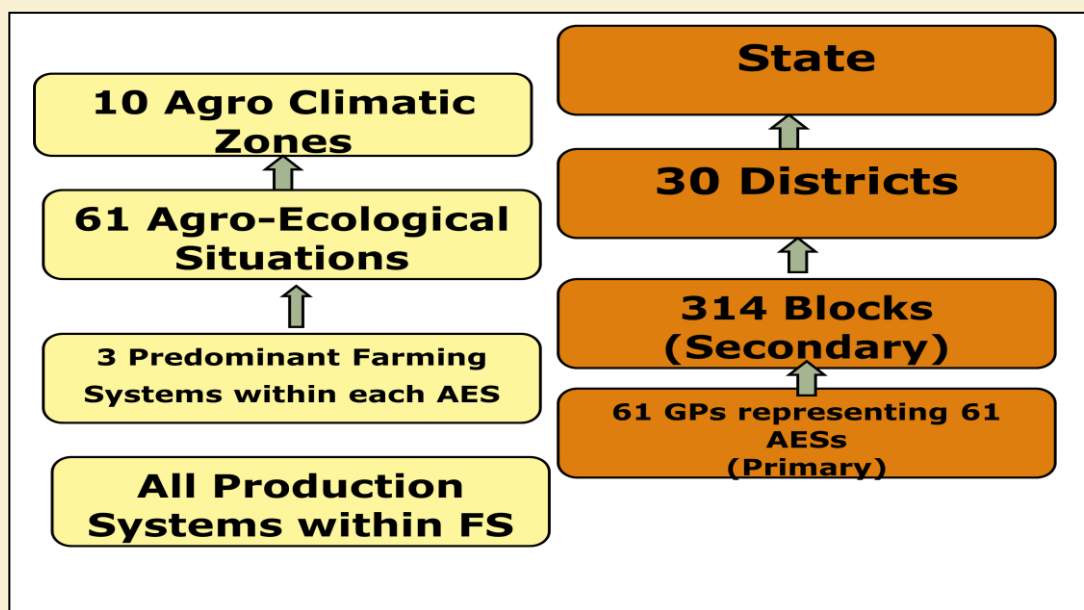 10 Agro Climatic
Zones
61 Agro-Ecological
Situations
3 Predominant Farming
Systems within each AES
All Production
Systems within FS
State
30 Districts
314 Blocks
(Secondary)
61 GPs representing 61
AESs
(Primary)